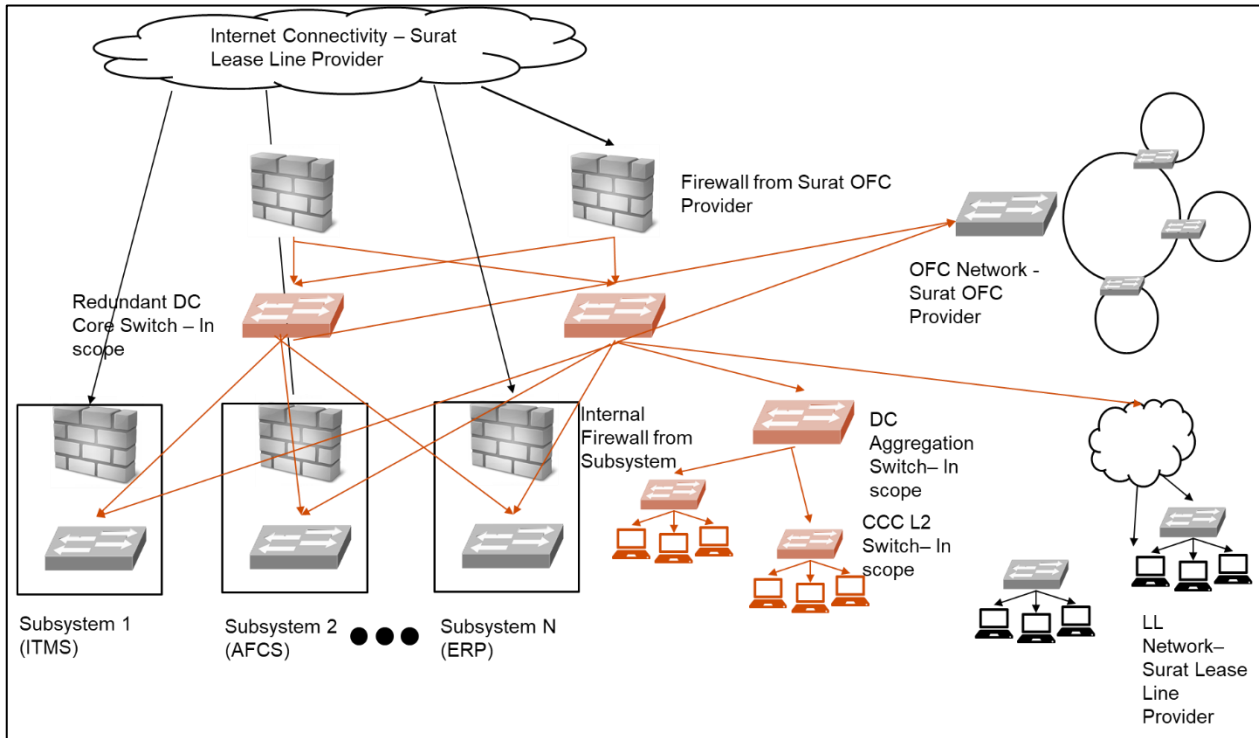 Internet Connectivity – Surat
Lease Line Provider
Firewall from Surat OFC
Provider
OFC Network -
Surat OFC
Provider
Redundant DC
Core Switch – In
scope
Internal
Firewall from
Subsystem
DC
Aggregation
Switch– In
scope
CCC L2
Switch– In
scope
Subsystem 1
(ITMS)
Subsystem 2
(AFCS)
Subsystem N
(ERP)
LL
Network–
Surat Lease
Line
Provider